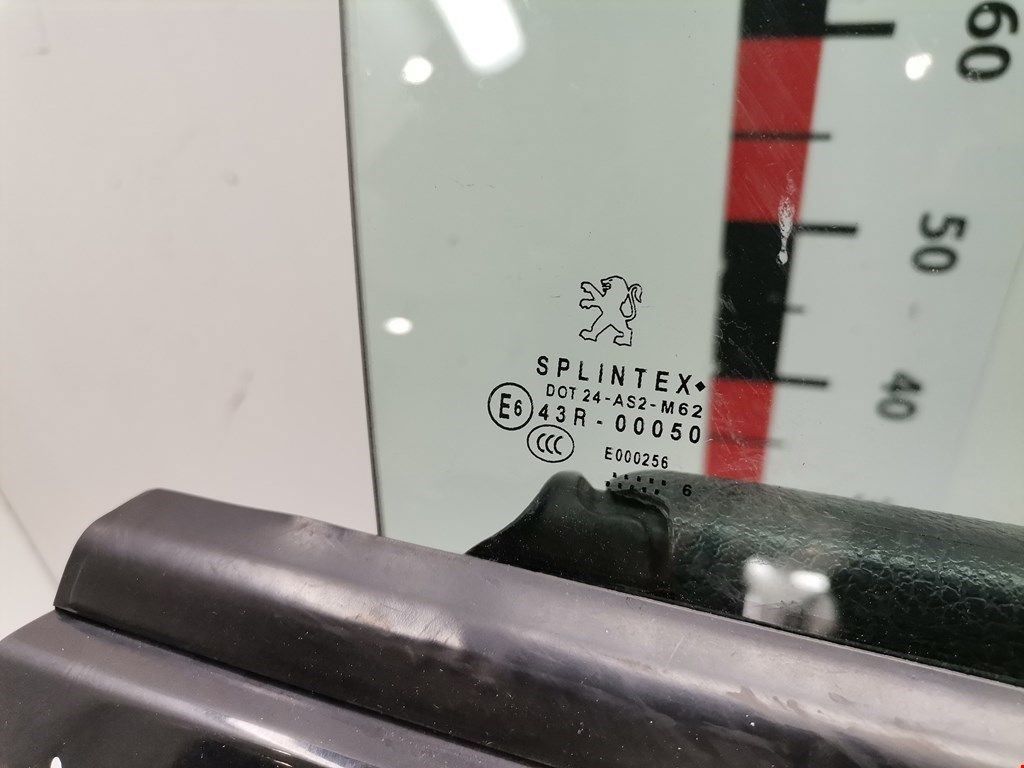 60
50
40
SPLINTEX
DOT 24-AS2-M62
E6 43R-00050
CCC
E000256
6